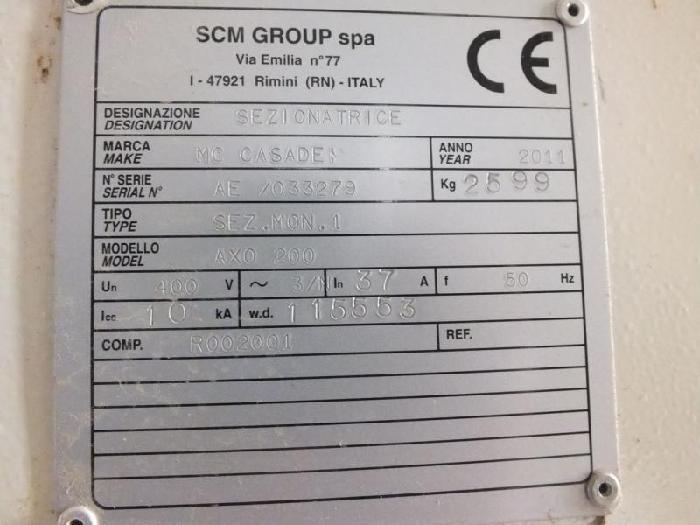 SCM GROUP spa
Via Emilia n°77
I - 47921 Rimini (RN) - ITALY
CE
DESIGNAZIONE SEZIONATRICE
DESIGNATION
MARCA MG CASADEI ANNO 2011
MAKE YEAR
N° SERIE AE /033279 Kg 2599
SERIAL N°
TIPO SEZ.MON.1
TYPE
MODELLO AXO 200
MODEL
Un 400 V ~ 3/N In 37 A f 50 Hz
Icc 10 kA w.d. 115553
COMP. R002001 REF.